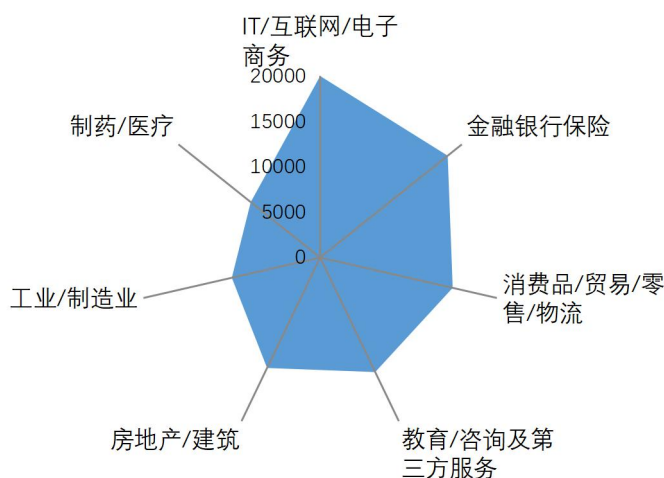 IT/互联网/电子
商务
20000
15000
10000
5000
0
金融银行保险
消费品/贸易/零
售/物流
教育/咨询及第
三方服务
房地产/建筑
工业/制造业
制药/医疗